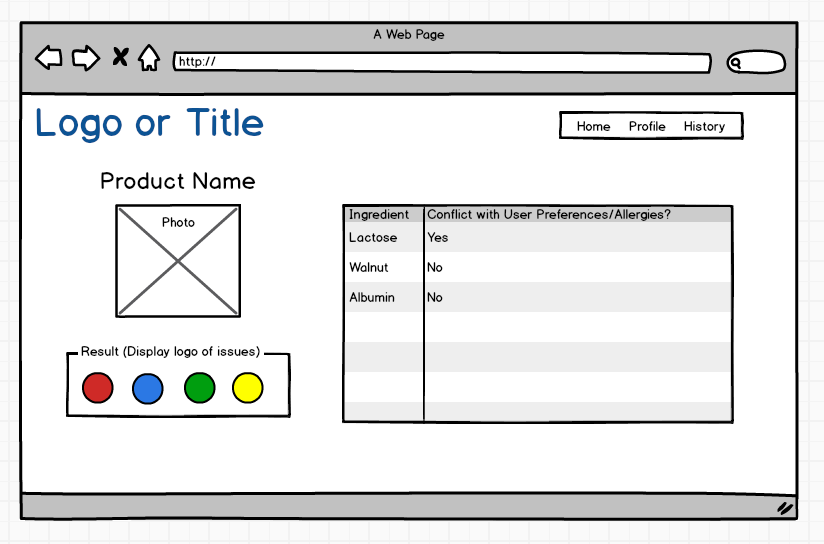 A Web Page
http://
Logo or Title
Home Profile History
Product Name
Photo
Result (Display logo of issues)
Ingredient Conflict with User Preferences/Allergies?
Lactose Yes
Walnut No
Albumin No